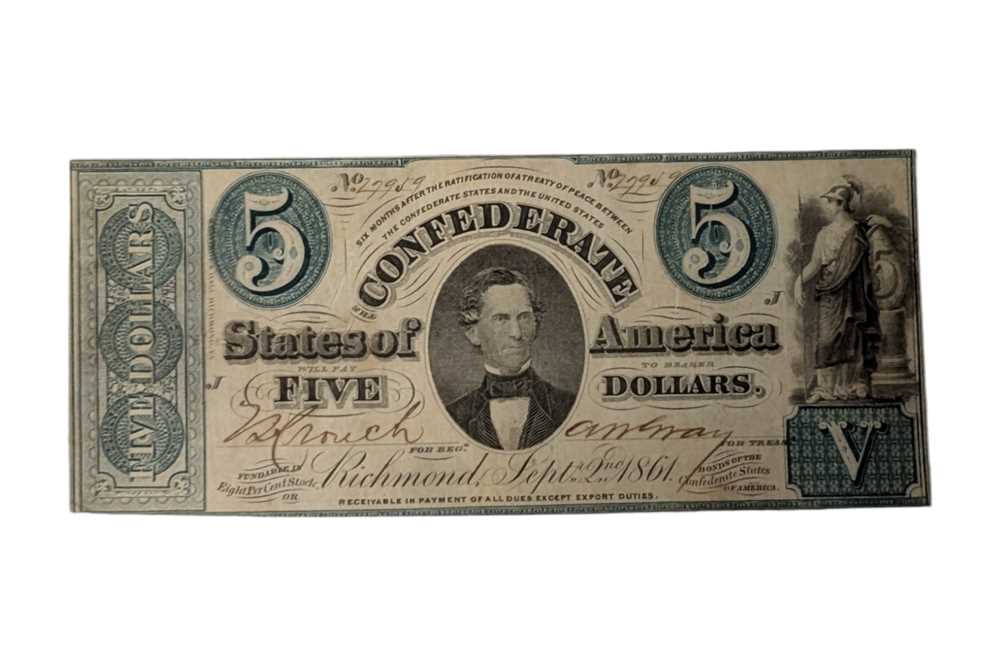 5
No. 27959
No. 27959
5
SIX MONTHS AFTER THE RATIFICATION OF A TREATY OF PEACE BETWEEN
THE CONFEDERATE STATES AND THE UNITED STATES
THE
CONFEDERATE
J
States of America
WILL PAY TO BEARER
J
FIVE DOLLARS.
FIVE DOLLARS
FOR REGR.
FOR TREAS
V
FUNDABLE IN
Eight Per Cent Stock
OR
Richmond, Sept. 2nd 1861.
BONDS OF THE
Confederate States
OF AMERICA.
RECEIVABLE IN PAYMENT OF ALL DUES EXCEPT EXPORT DUTIES.